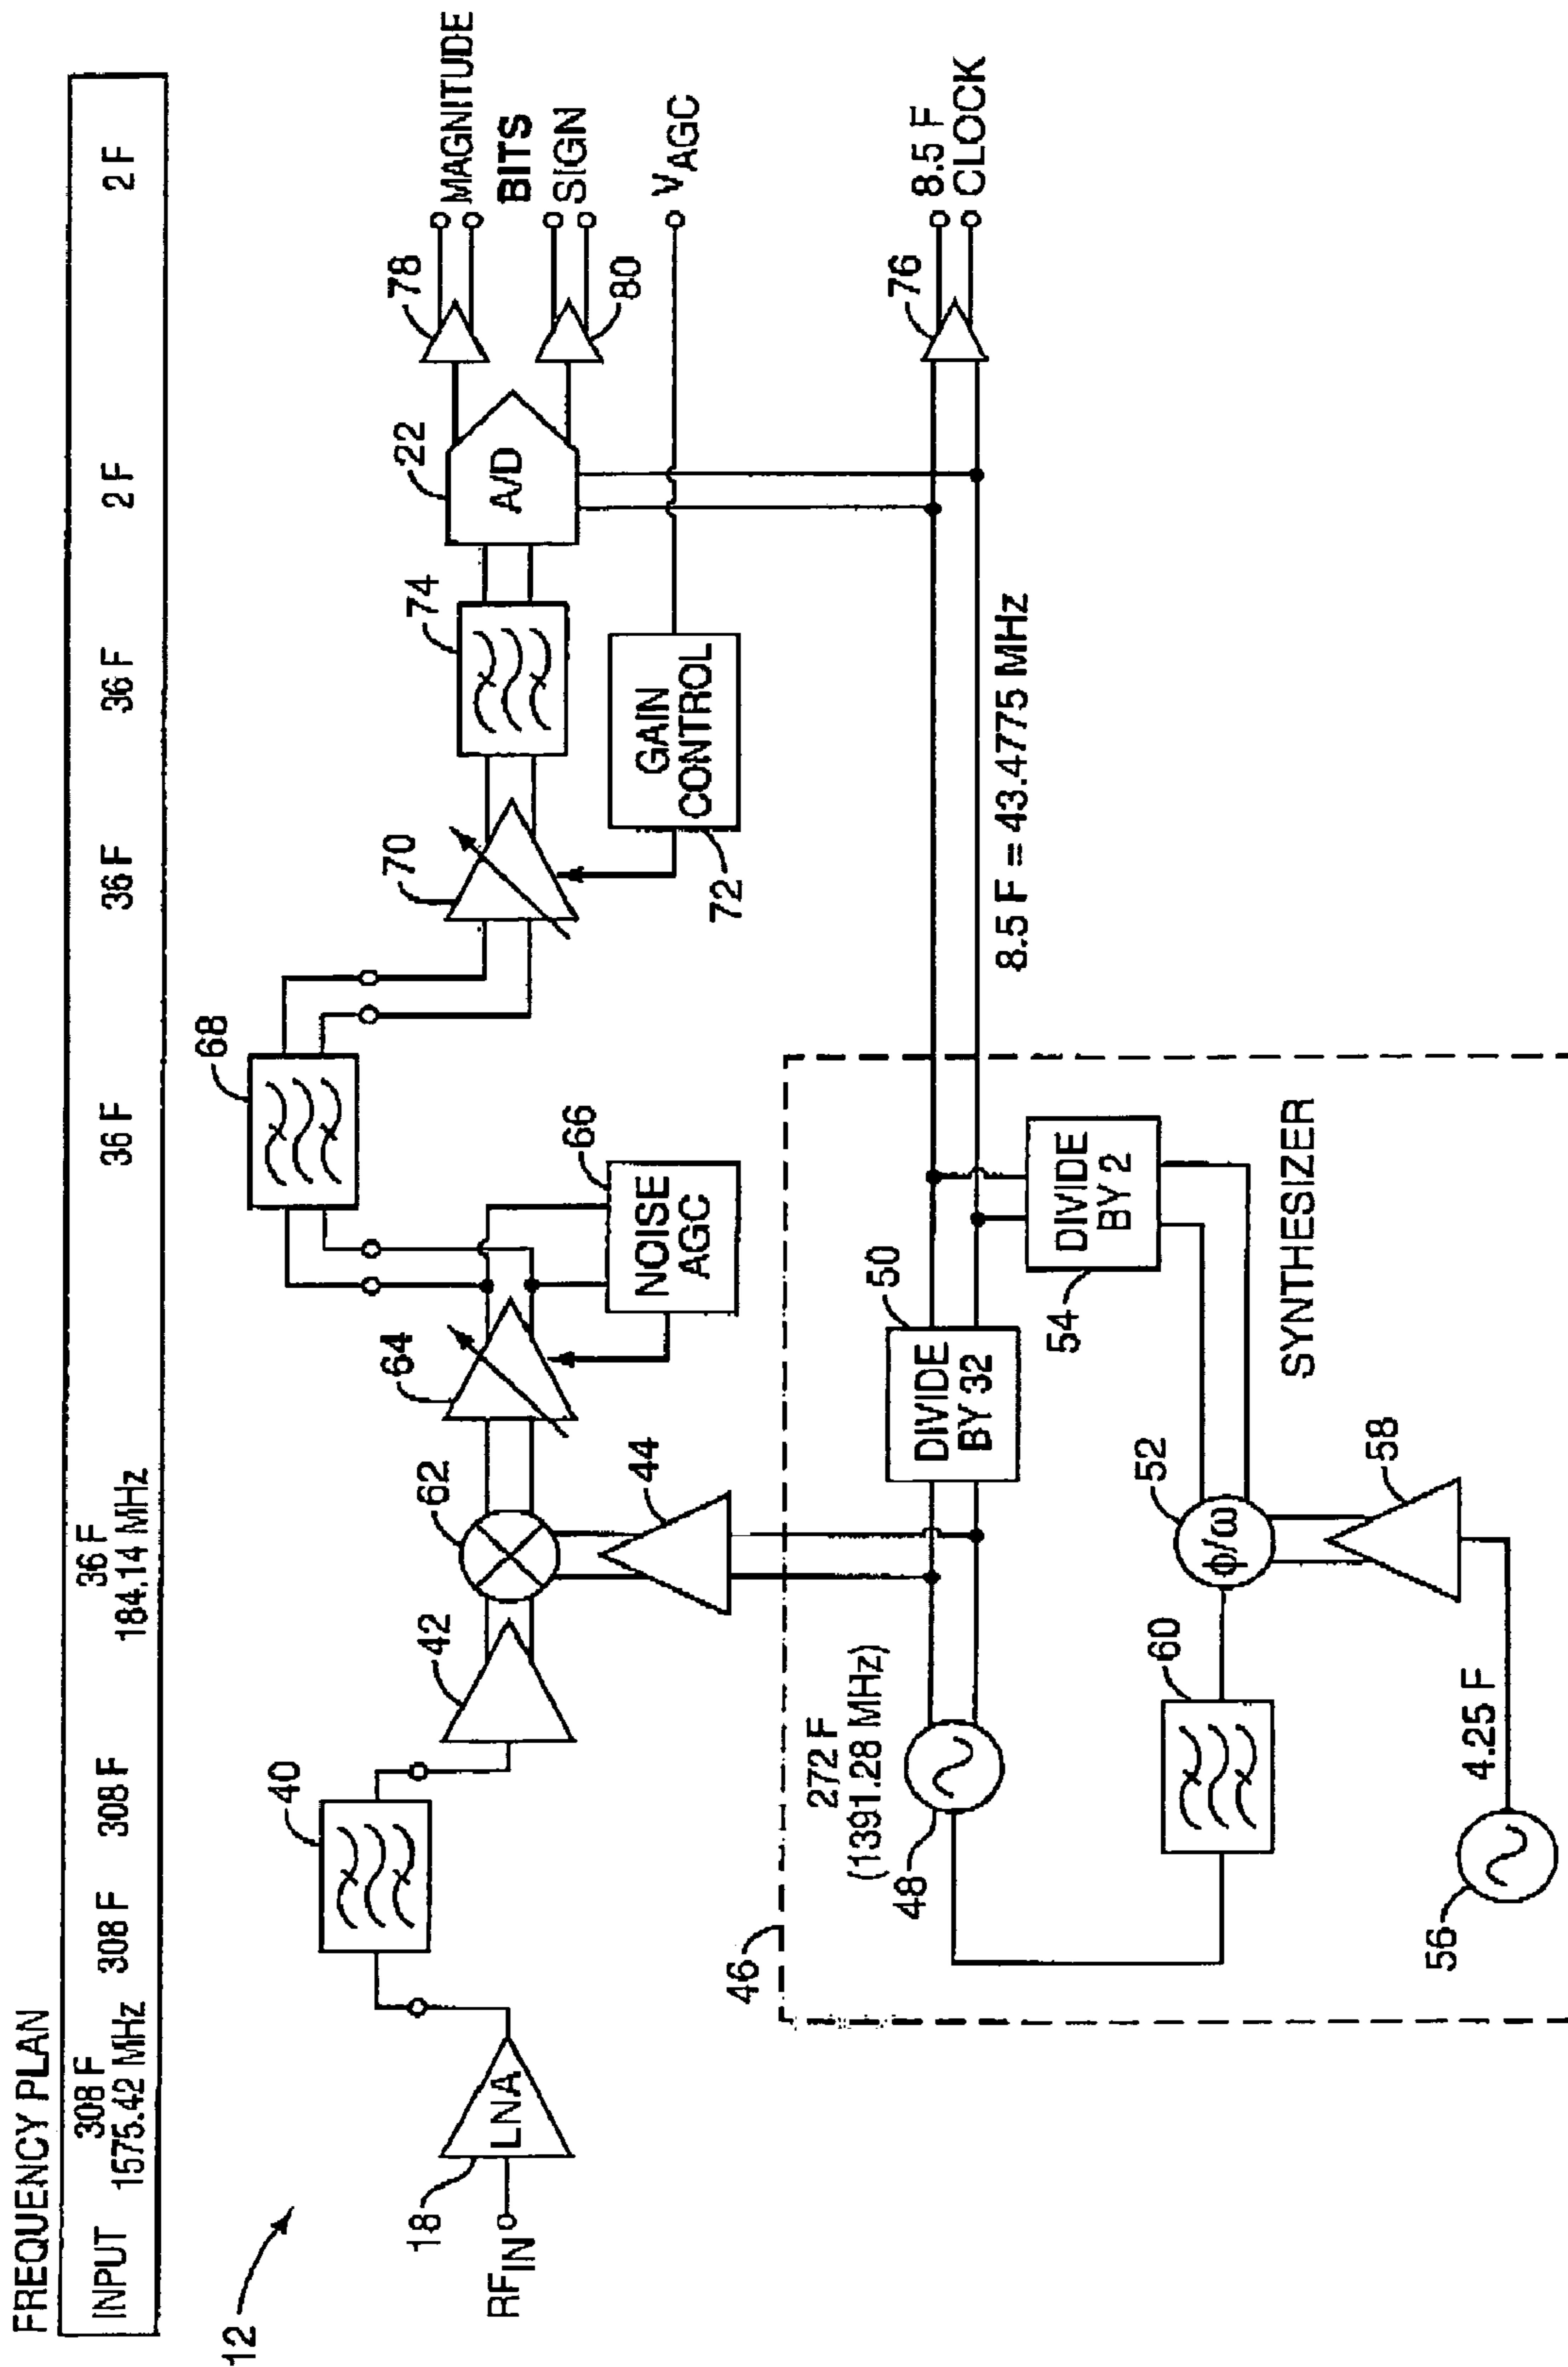 FREQUENCY PLAN
INPUT
308 F
1575.42 MHz
308 F
308 F
36 F
184.14 MHz
36 F
36 F
36 F
2 F
2 F
12
RFIN
18
LNA
40
42
62
44
64
NOISE
AGC
66
68
70
GAIN
CONTROL
72
74
A/D
22
78
MAGNITUDE
BITS
SIGN
80
VAGC
46
272 F
(1391.28 MHz)
48
DIVIDE
BY 32
50
8.5 F = 43.4775 MHz
76
8.5 F
CLOCK
DIVIDE
BY 2
54
60
ϕ/ω
52
58
SYNTHESIZER
56
4.25 F